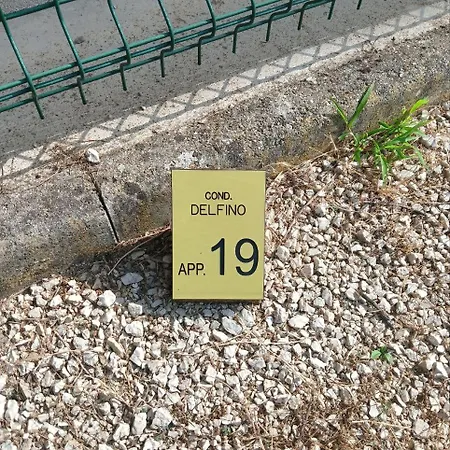 COND.
DELFINO
APP. 19